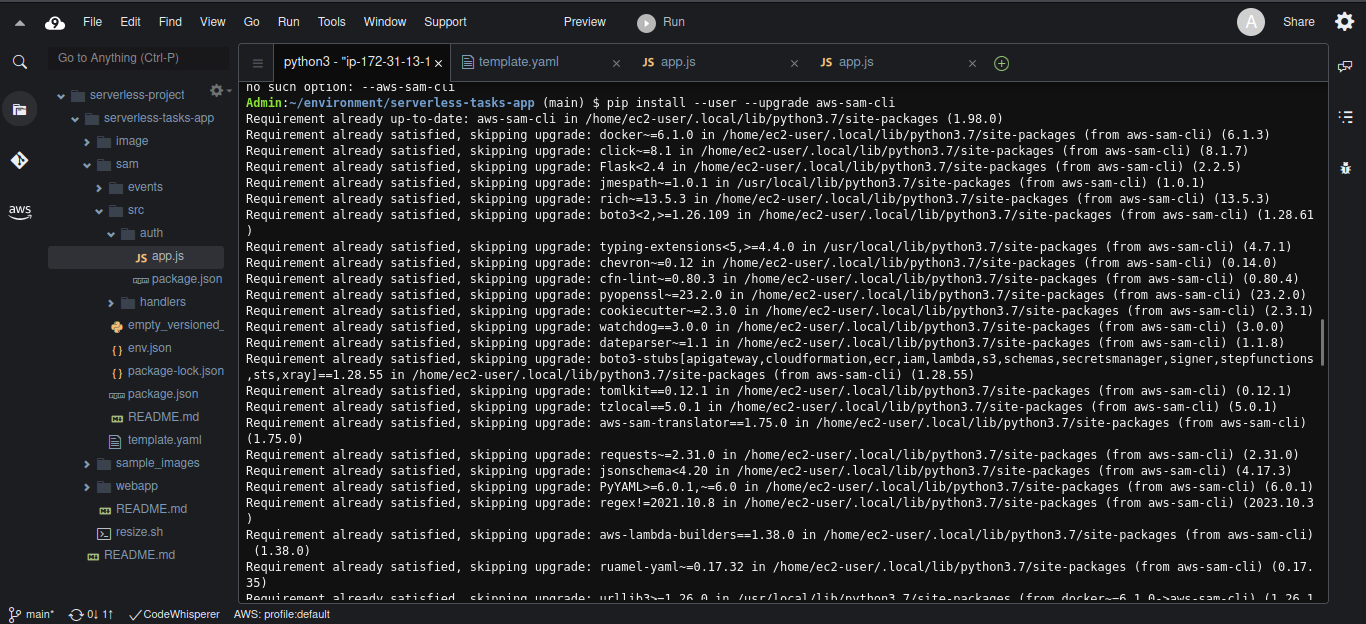 File Edit Find View Go Run Tools Window Support Preview Run A Share
Go to Anything (Ctrl-P)
python3 - "ip-172-31-13-1 × template.yaml × JS app.js × JS app.js ×
serverless-project
serverless-tasks-app
image
sam
events
src
auth
JS app.js
package.json
handlers
empty_versioned_
{ } env.json
{ } package-lock.json
package.json
README.md
template.yaml
sample_images
webapp
README.md
resize.sh
README.md
aws
no such option: --aws-sam-cli
Admin:~/environment/serverless-tasks-app (main) $ pip install --user --upgrade aws-sam-cli
Requirement already up-to-date: aws-sam-cli in /home/ec2-user/.local/lib/python3.7/site-packages (1.98.0)
Requirement already satisfied, skipping upgrade: docker~=6.1.0 in /home/ec2-user/.local/lib/python3.7/site-packages (from aws-sam-cli) (6.1.3)
Requirement already satisfied, skipping upgrade: click~=8.1 in /home/ec2-user/.local/lib/python3.7/site-packages (from aws-sam-cli) (8.1.7)
Requirement already satisfied, skipping upgrade: Flask<2.4 in /home/ec2-user/.local/lib/python3.7/site-packages (from aws-sam-cli) (2.2.5)
Requirement already satisfied, skipping upgrade: jmespath~=1.0.1 in /usr/local/lib/python3.7/site-packages (from aws-sam-cli) (1.0.1)
Requirement already satisfied, skipping upgrade: rich~=13.5.3 in /home/ec2-user/.local/lib/python3.7/site-packages (from aws-sam-cli) (13.5.3)
Requirement already satisfied, skipping upgrade: boto3<2,>=1.26.109 in /home/ec2-user/.local/lib/python3.7/site-packages (from aws-sam-cli) (1.28.61
)
Requirement already satisfied, skipping upgrade: typing-extensions<5,>=4.4.0 in /usr/local/lib/python3.7/site-packages (from aws-sam-cli) (4.7.1)
Requirement already satisfied, skipping upgrade: chevron~=0.12 in /home/ec2-user/.local/lib/python3.7/site-packages (from aws-sam-cli) (0.14.0)
Requirement already satisfied, skipping upgrade: cfn-lint~=0.80.3 in /home/ec2-user/.local/lib/python3.7/site-packages (from aws-sam-cli) (0.80.4)
Requirement already satisfied, skipping upgrade: pyopenssl~=23.2.0 in /home/ec2-user/.local/lib/python3.7/site-packages (from aws-sam-cli) (23.2.0)
Requirement already satisfied, skipping upgrade: cookiecutter~=2.3.0 in /home/ec2-user/.local/lib/python3.7/site-packages (from aws-sam-cli) (2.3.1)
Requirement already satisfied, skipping upgrade: watchdog==3.0.0 in /home/ec2-user/.local/lib/python3.7/site-packages (from aws-sam-cli) (3.0.0)
Requirement already satisfied, skipping upgrade: dateparser~=1.1 in /home/ec2-user/.local/lib/python3.7/site-packages (from aws-sam-cli) (1.1.8)
Requirement already satisfied, skipping upgrade: boto3-stubs[apigateway,cloudformation,ecr,iam,lambda,s3,schemas,secretsmanager,signer,stepfunctions
,sts,xray]==1.28.55 in /home/ec2-user/.local/lib/python3.7/site-packages (from aws-sam-cli) (1.28.55)
Requirement already satisfied, skipping upgrade: tomlkit==0.12.1 in /home/ec2-user/.local/lib/python3.7/site-packages (from aws-sam-cli) (0.12.1)
Requirement already satisfied, skipping upgrade: tzlocal==5.0.1 in /home/ec2-user/.local/lib/python3.7/site-packages (from aws-sam-cli) (5.0.1)
Requirement already satisfied, skipping upgrade: aws-sam-translator==1.75.0 in /home/ec2-user/.local/lib/python3.7/site-packages (from aws-sam-cli)
(1.75.0)
Requirement already satisfied, skipping upgrade: requests~=2.31.0 in /home/ec2-user/.local/lib/python3.7/site-packages (from aws-sam-cli) (2.31.0)
Requirement already satisfied, skipping upgrade: jsonschema<4.20 in /home/ec2-user/.local/lib/python3.7/site-packages (from aws-sam-cli) (4.17.3)
Requirement already satisfied, skipping upgrade: PyYAML>=6.0.1,~=6.0 in /home/ec2-user/.local/lib/python3.7/site-packages (from aws-sam-cli) (6.0.1)
Requirement already satisfied, skipping upgrade: regex!=2021.10.8 in /home/ec2-user/.local/lib/python3.7/site-packages (from aws-sam-cli) (2023.10.3
)
Requirement already satisfied, skipping upgrade: aws-lambda-builders==1.38.0 in /home/ec2-user/.local/lib/python3.7/site-packages (from aws-sam-cli)
(1.38.0)
Requirement already satisfied, skipping upgrade: ruamel-yaml~=0.17.32 in /home/ec2-user/.local/lib/python3.7/site-packages (from aws-sam-cli) (0.17.
35)
Requirement already satisfied, skipping upgrade: urllib3>=1.26.0 in /usr/local/lib/python3.7/site-packages (from docker~=6.1.0->aws-sam-cli) (1.26.1
main* 0↓ 1↑ CodeWhisperer AWS: profile:default